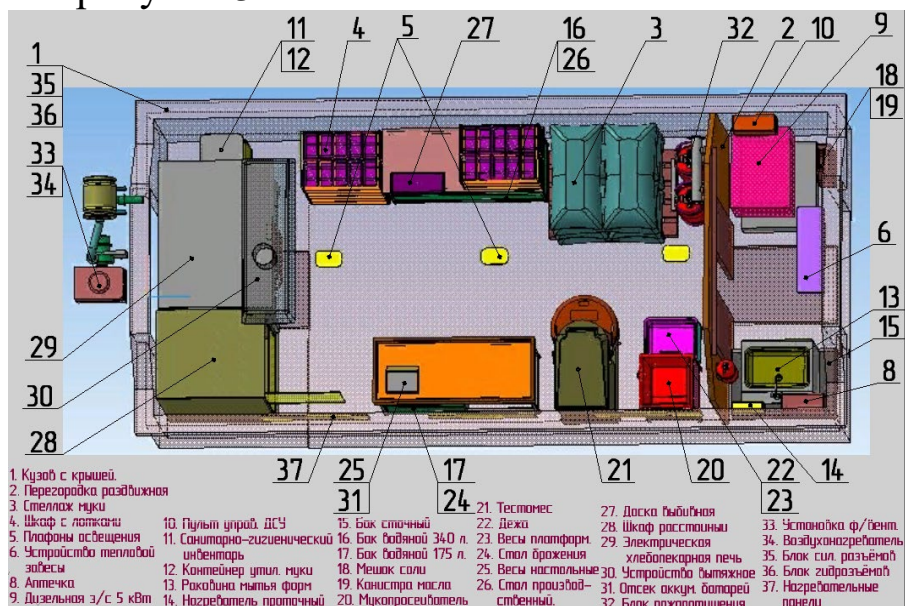 11 4 5 27 16 3 32 2 10 9
12 26
1
35
36
33
34
18
19
6
13
15
8
29
30
28
37 25 17 21 20 22 14
31 24 23
1. Кузов с крышей.
2. Перегородка раздвижная
3. Стеллаж муки
4. Шкаф с лотками
5. Плафоны освещения
6. Устройство тепловой
завесы
8. Аптечка
9. Дизельная э/с 5 кВт
10. Пульт управ. ДСУ
11. Санитарно-гигиенический
инвентарь
12. Контейнер утил. муки
13. Раковина мытья форм
14. Нагреватель проточный
15. Бак сточный
16. Бак водяной 340 л.
17. Бак водяной 175 л.
18. Мешок соли
19. Канистра масла
20. Мукопросеиватель
21. Тестомес
22. Дежа
23. Весы платформ.
24. Стол брожения
25. Весы настольные
26. Стол производ-
ственный.
27. Доска выбивная
28. Шкаф расстойный
29. Электрическая
хлебопекарная печь
30. Устройство вытяжное
31. Отсек аккум. батарей
32. Блок пожаротушения
33. Установка ф/вент.
34. Воздухонагреватель
35. Блок сил. разъёмов
36. Блок гидроразъёмов
37. Нагревательные
панели